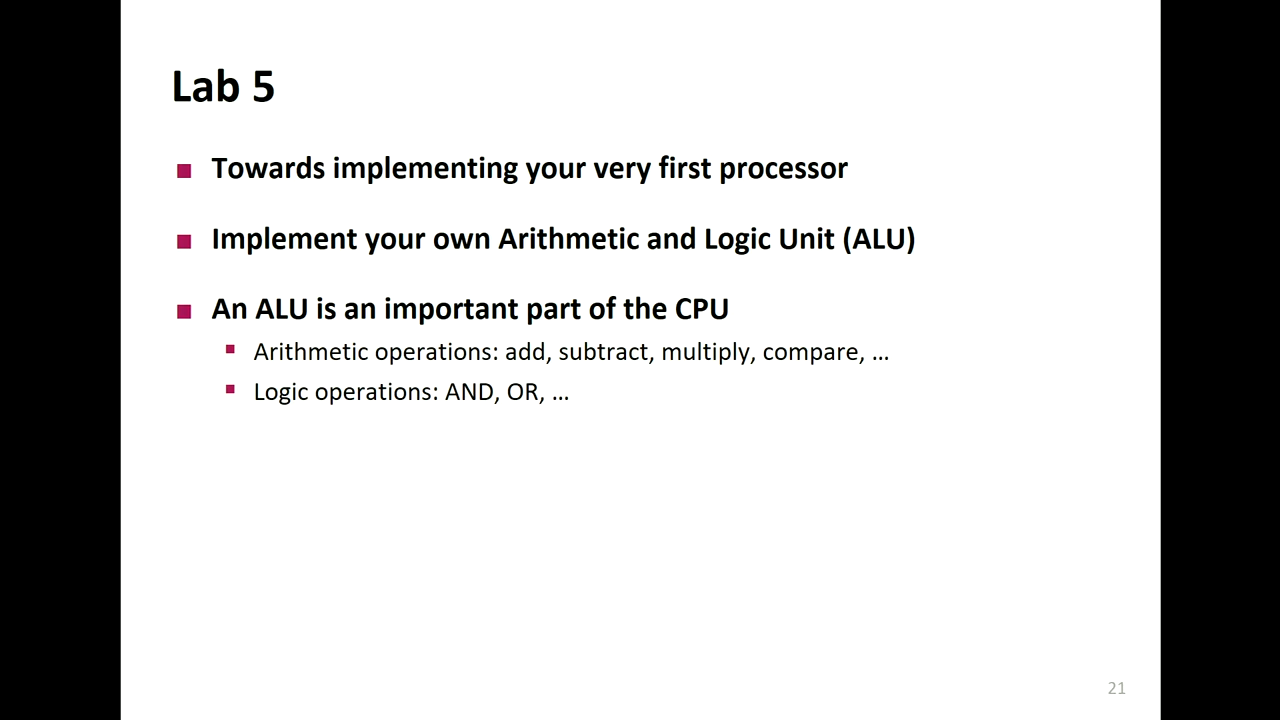 Lab 5
Towards implementing your very first processor
Implement your own Arithmetic and Logic Unit (ALU)
An ALU is an important part of the CPU
Arithmetic operations: add, subtract, multiply, compare, …
Logic operations: AND, OR, …
21